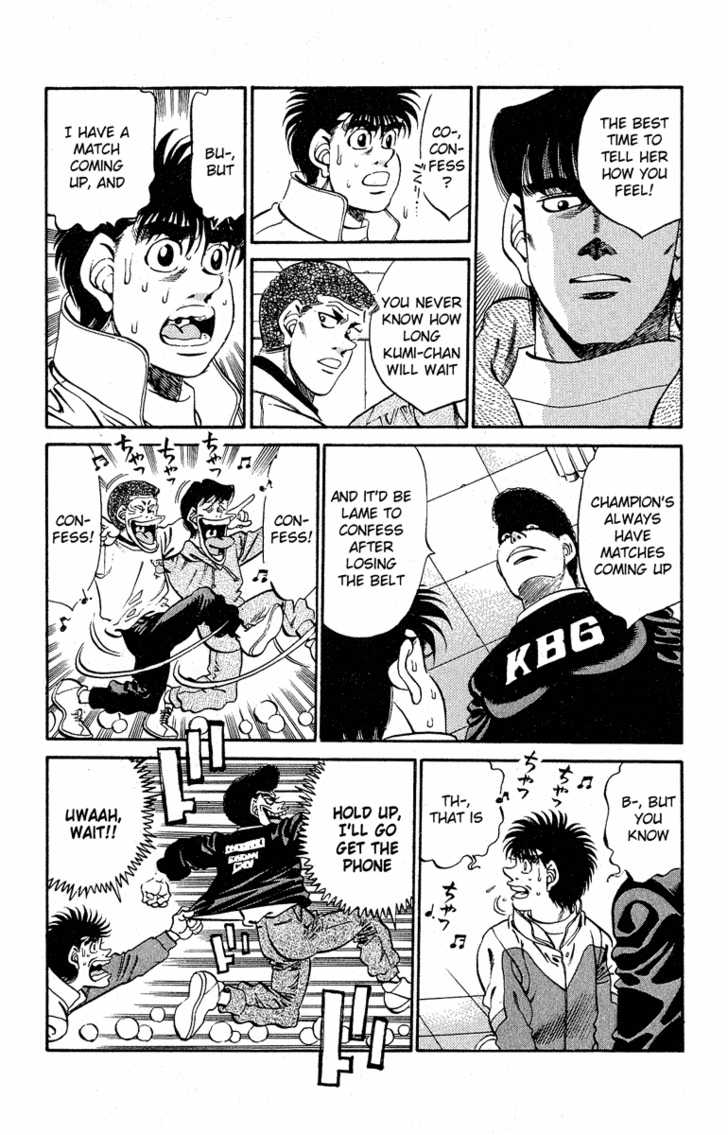 THE BEST
TIME TO
TELL HER
HOW YOU
FEEL!
CO-,
CON-
FESS
?
BU-,
BUT
I HAVE A
MATCH
COMING
UP, AND
YOU NEVER
KNOW HOW
LONG
KUMI-CHAN
WILL WAIT
CHAMPION'S
ALWAYS
HAVE
MATCHES
COMING UP
AND IT'D BE
LAME TO
CONFESS
AFTER
LOSING
THE BELT
KBG
ちゃっ
ちゃっ
ちゃっ
CON-
FESS!
CON-
FESS!
ちゃっ
ちゃっ
B-, BUT
YOU
KNOW
TH-,
THAT IS
ちゃっ
HOLD UP,
I'LL GO
GET THE
PHONE
UWAAH,
WAIT!!